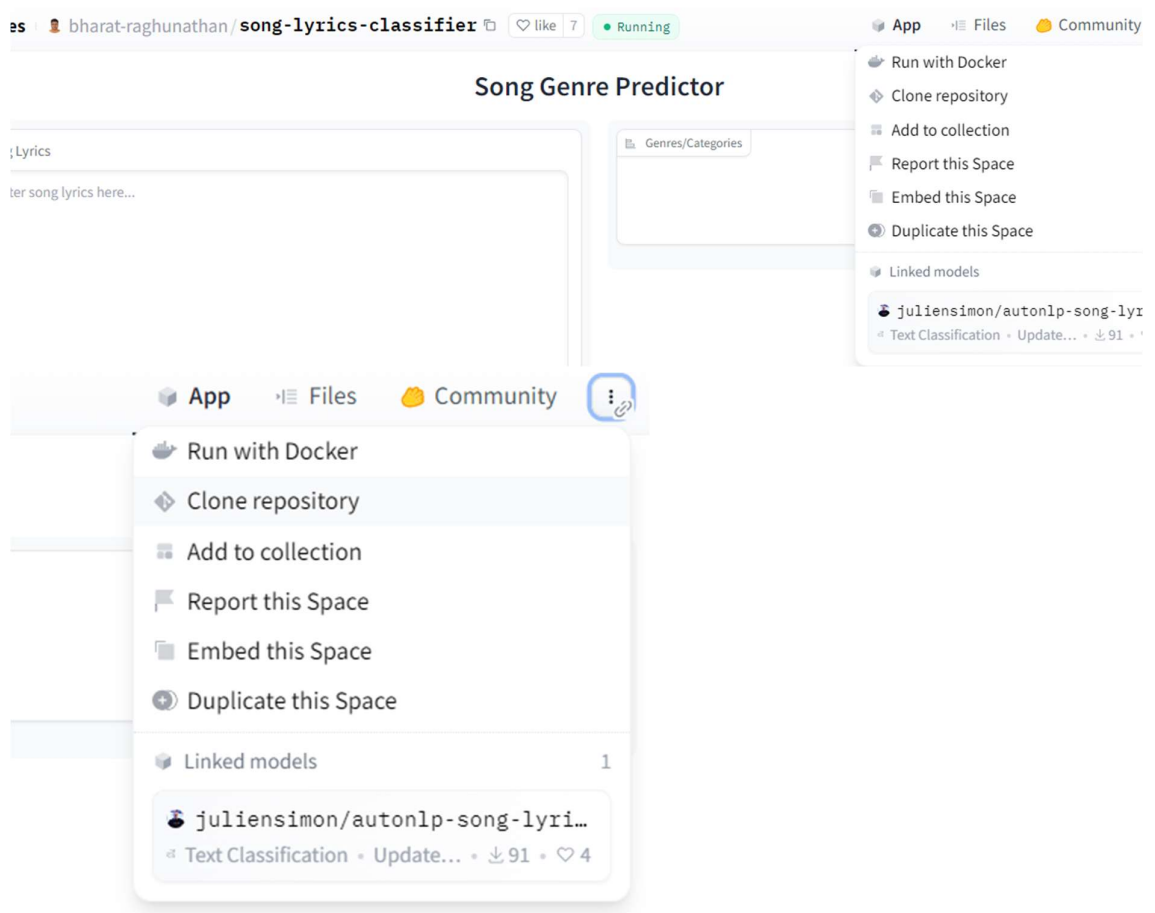 es bharat-raghunathan/song-lyrics-classifier like 7 Running App Files Community
Song Genre Predictor
Lyrics
ter song lyrics here...
Genres/Categories
Run with Docker
Clone repository
Add to collection
Report this Space
Embed this Space
Duplicate this Space
Linked models
juliensimon/autonlp-song-lyr
Text Classification • Update... • 91 •
App Files Community
Run with Docker
Clone repository
Add to collection
Report this Space
Embed this Space
Duplicate this Space
Linked models 1
juliensimon/autonlp-song-lyri...
Text Classification • Update... • 91 • 4